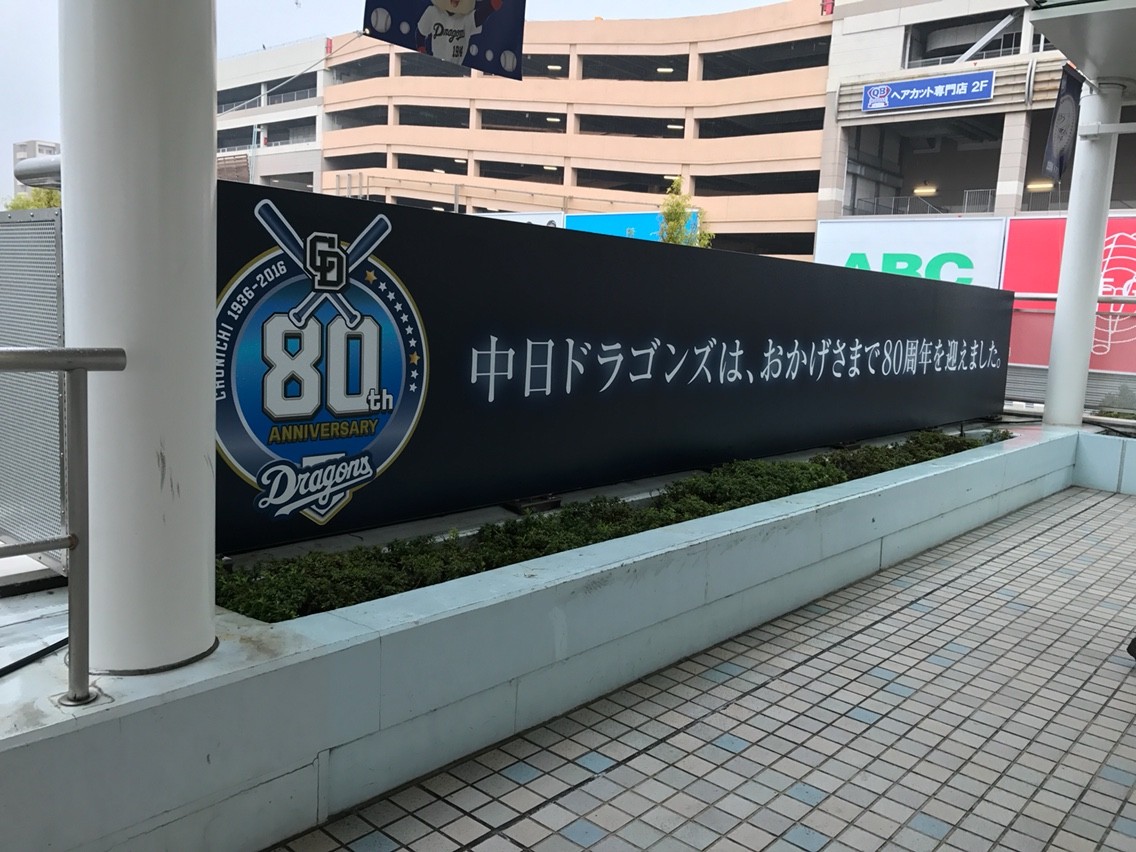 Dragons
1994
QB ヘアカット専門店 2F
ABC
CD
CHUNICHI 1936-2016
80th
ANNIVERSARY
Dragons
中日ドラゴンズは、おかげさまで80周年を迎えました。